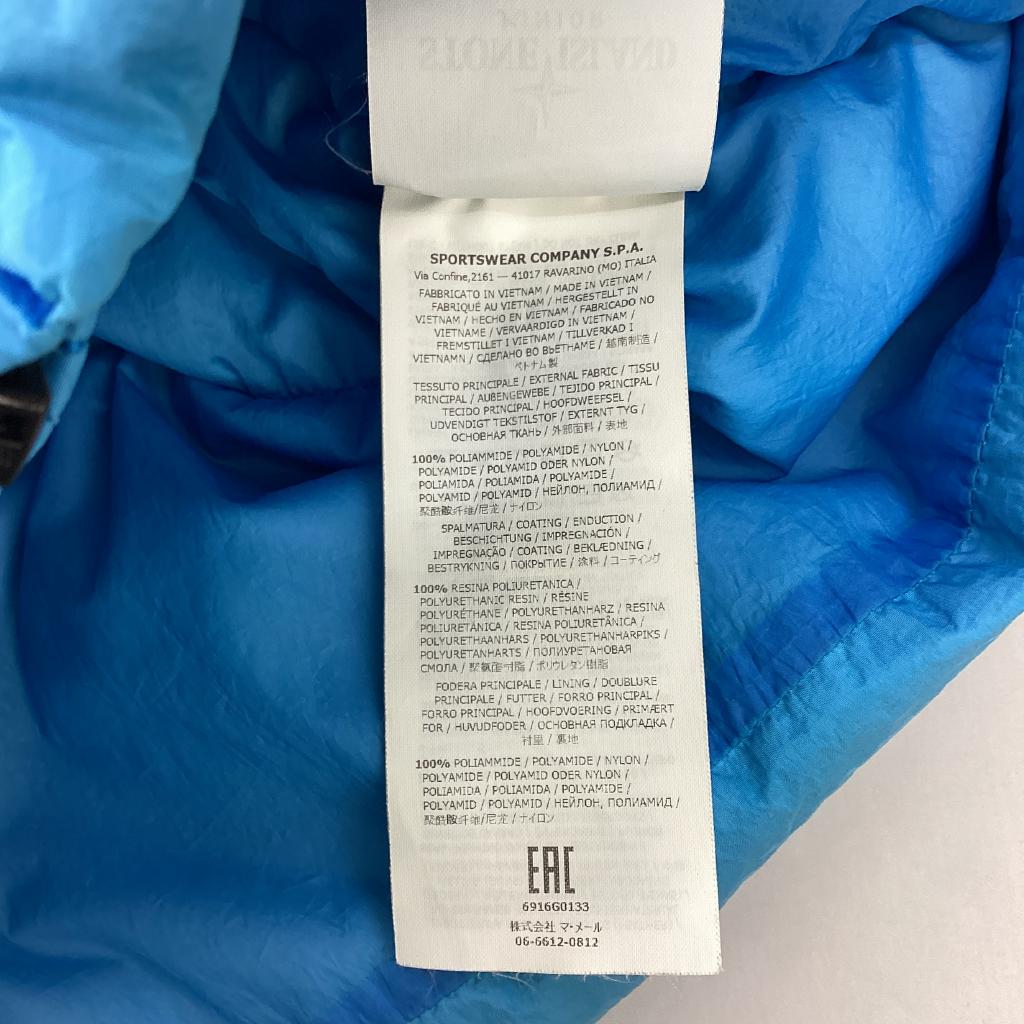 JUNIOR
STONE ISLAND
SPORTSWEAR COMPANY S.P.A.
Via Confine,2161 — 41017 RAVARINO (MO) ITALIA
FABBRICATO IN VIETNAM / MADE IN VIETNAM /
FABRIQUÉ AU VIETNAM / HERGESTELLT IN
VIETNAM / HECHO EN VIETNAM / FABRICADO NO
VIETNAME / VERVAARDIGD IN VIETNAM /
FREMSTILLET I VIETNAM / TILLVERKAD I
VIETNAMN / СДЕЛАНО ВО ВЬЕТНАМЕ / 越南制造 /
ベトナム製
TESSUTO PRINCIPALE / EXTERNAL FABRIC / TISSU
PRINCIPAL / AUßENGEWEBE / TEJIDO PRINCIPAL /
TECIDO PRINCIPAL / HOOFDWEEFSEL /
UDVENDIGT TEKSTILSTOF / EXTERNT TYG /
ОСНОВНАЯ ТКАНЬ / 外部面料 / 表地
100% POLIAMMIDE / POLYAMIDE / NYLON /
POLYAMIDE / POLYAMID ODER NYLON /
POLIAMIDA / POLIAMIDA / POLYAMIDE /
POLYAMID / POLYAMID / НЕЙЛОН, ПОЛИАМИД /
聚酰胺纤维/尼龙 / ナイロン
SPALMATURA / COATING / ENDUCTION /
BESCHICHTUNG / IMPREGNACIÓN /
IMPREGNAÇÃO / COATING / BEKLÆDNING /
BESTRYKNING / ПОКРЫТИЕ / 涂料 / コーティング
100% RESINA POLIURETANICA /
POLYURETHANIC RESIN / RÉSINE
POLYURÉTHANE / POLYURETHANHARZ / RESINA
POLIURETÁNICA / RESINA POLIURETÂNICA /
POLYURETHAANHARS / POLYURETHANHARPIKS /
POLYURETANHARTS / ПОЛИУРЕТАНОВАЯ
СМОЛА / 聚氨酯树脂 / ポリウレタン樹脂
FODERA PRINCIPALE / LINING / DOUBLURE
PRINCIPALE / FUTTER / FORRO PRINCIPAL /
FORRO PRINCIPAL / HOOFDVOERING / PRIMÆRT
FOR / HUVUDFODER / ОСНОВНАЯ ПОДКЛАДКА /
衬里 / 裏地
100% POLIAMMIDE / POLYAMIDE / NYLON /
POLYAMIDE / POLYAMID ODER NYLON /
POLIAMIDA / POLIAMIDA / POLYAMIDE /
POLYAMID / POLYAMID / НЕЙЛОН, ПОЛИАМИД /
聚酰胺纤维/尼龙 / ナイロン
EAC
6916G0133
株式会社 マ・メール
06-6612-0812